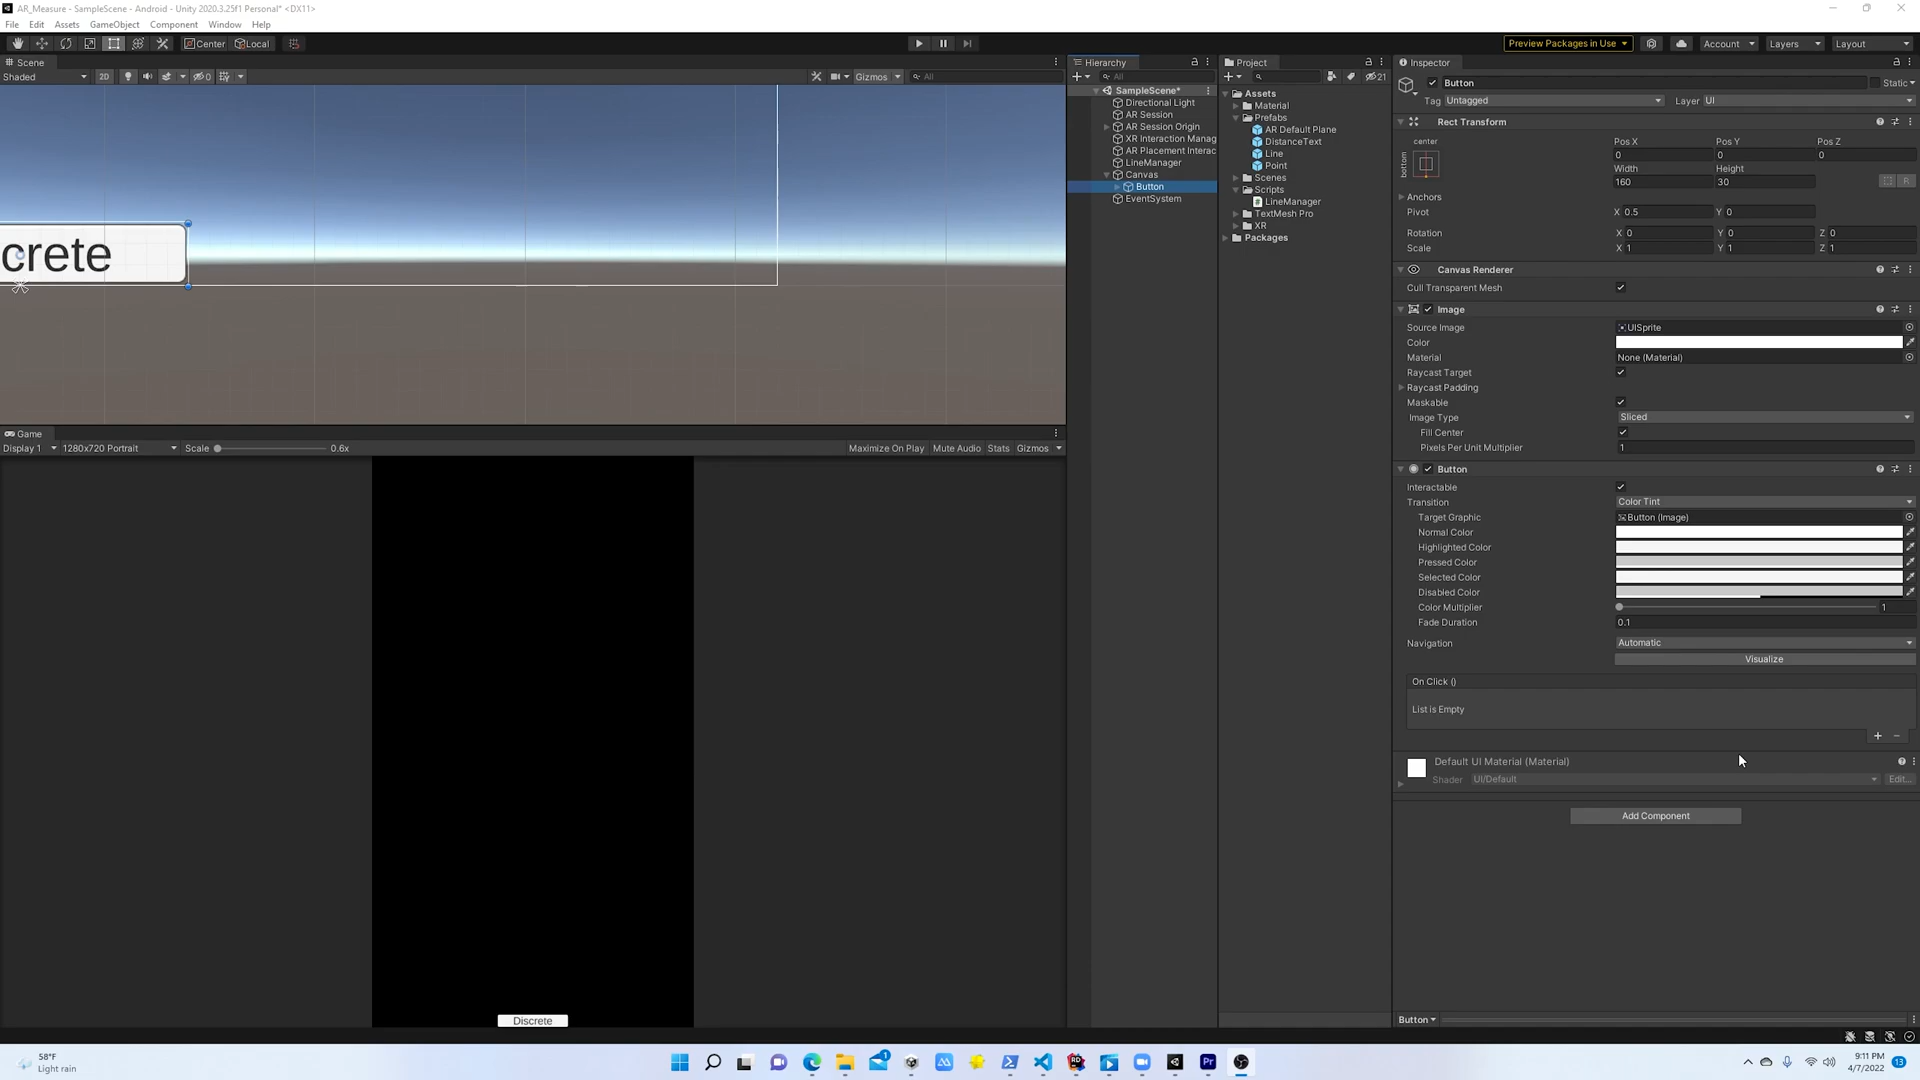 AR_Measure - SampleScene - Android - Unity 2020.3.25f1 Personal* <DX11>
File Edit Assets GameObject Component Window Help
Center Local
Preview Packages in Use Account Layers Layout
Scene
Shaded 2D 0 Gizmos All
crete
Game
Display 1 1280x720 Portrait Scale 0.6x Maximize On Play Mute Audio Stats Gizmos
Discrete
Hierarchy
All
SampleScene*
Directional Light
AR Session
AR Session Origin
XR Interaction Manag
AR Placement Interac
LineManager
Canvas
Button
EventSystem
Project
21
Assets
Material
Prefabs
AR Default Plane
DistanceText
Line
Point
Scenes
Scripts
LineManager
TextMesh Pro
XR
Packages
Inspector
Button Static
Tag Untagged Layer UI
Rect Transform
center Pos X Pos Y Pos Z
bottom 0 0 0
Width Height
160 30
R
Anchors
Pivot X 0.5 Y 0
Rotation X 0 Y 0 Z 0
Scale X 1 Y 1 Z 1
Canvas Renderer
Cull Transparent Mesh
Image
Source Image UISprite
Color
Material None (Material)
Raycast Target
Raycast Padding
Maskable
Image Type Sliced
Fill Center
Pixels Per Unit Multiplier 1
Button
Interactable
Transition Color Tint
Target Graphic Button (Image)
Normal Color
Highlighted Color
Pressed Color
Selected Color
Disabled Color
Color Multiplier 1
Fade Duration 0.1
Navigation Automatic
Visualize
On Click ()
List is Empty
Default UI Material (Material)
Shader UI/Default Edit...
Add Component
Button
58°F
Light rain
1
Pr
9:11 PM
4/7/2022
13